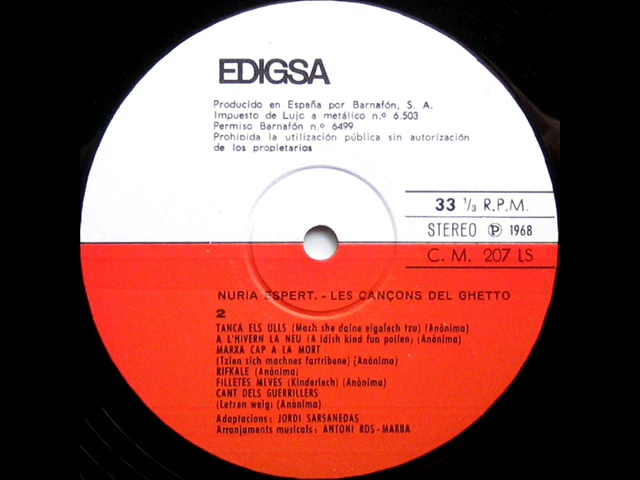 EDIGSA
Producido en España por Barnafón, S. A.
Impuesto de Lujo a metálico n.º 6.503
Permiso Barnafón n.º 6499
Prohibida la utilización pública sin autorización
de los propietarios
33 1/3 R.P.M.
STEREO Ⓟ 1968
C. M. 207 LS
NURIA ESPERT. - LES CANÇONS DEL GHETTO
2
TANCA ELS ULLS (Mach she daine eigalech tzu) (Anònima)
A L'HIVERN LA NEU (A idish kind fun poilen) (Anònima)
MARXA CAP A LA MORT
(Tzien sich machnes fartribene) (Anònima)
RIFKALE (Anònima)
FILLETES MEVES (Kinderlech) (Anònima)
CANT DELS GUERRILLERS
(Letzen weig) (Anònima)
Adaptacions: JORDI SARSANEDAS
Arranjaments musicals: ANTONI ROS-MARBA